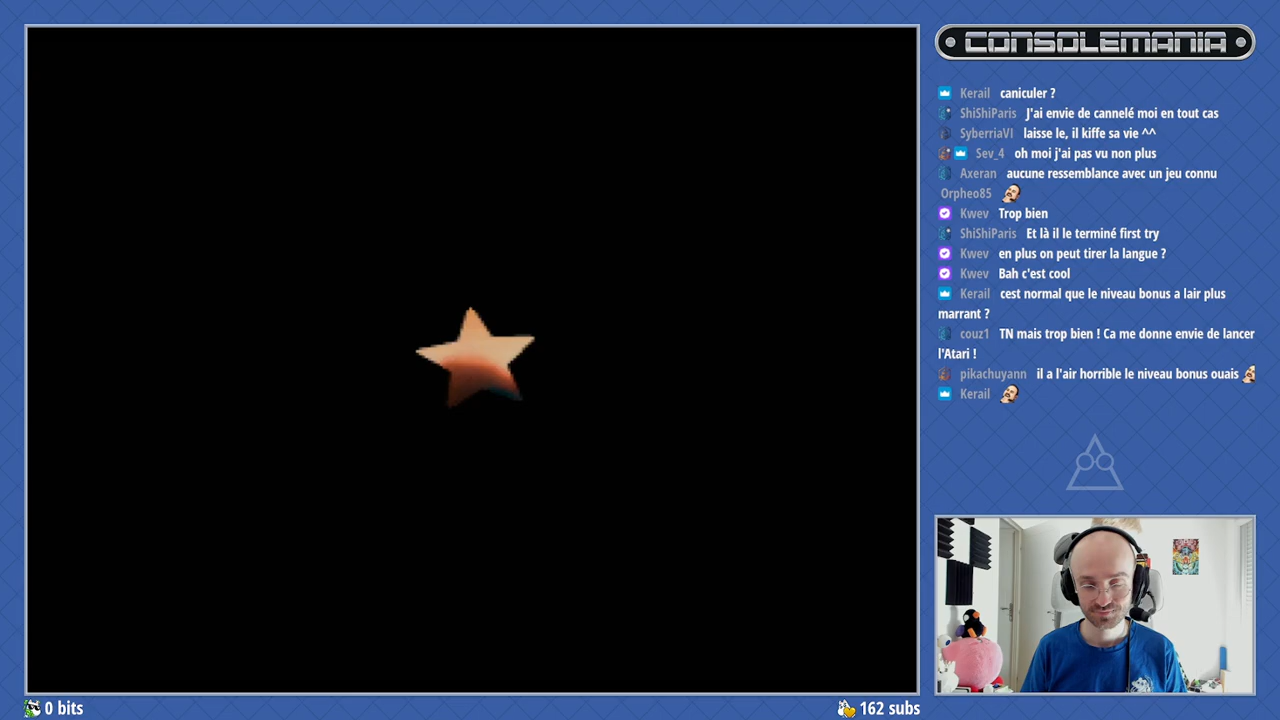 CONSOLEMANIA
Kerail caniculer ?
ShiShiParis J'ai envie de cannelé moi en tout cas
SyberriaVI laisse le, il kiffe sa vie ^^
Sev_4 oh moi j'ai pas vu non plus
Axeran aucune ressemblance avec un jeu connu
Orpheo85
Kwev Trop bien
ShiShiParis Et là il le terminé first try
Kwev en plus on peut tirer la langue ?
Kwev Bah c'est cool
Kerail cest normal que le niveau bonus a lair plus
marrant ?
couz1 TN mais trop bien ! Ca me donne envie de lancer
l'Atari !
pikachuyann il a l'air horrible le niveau bonus ouais
Kerail
0 bits
162 subs